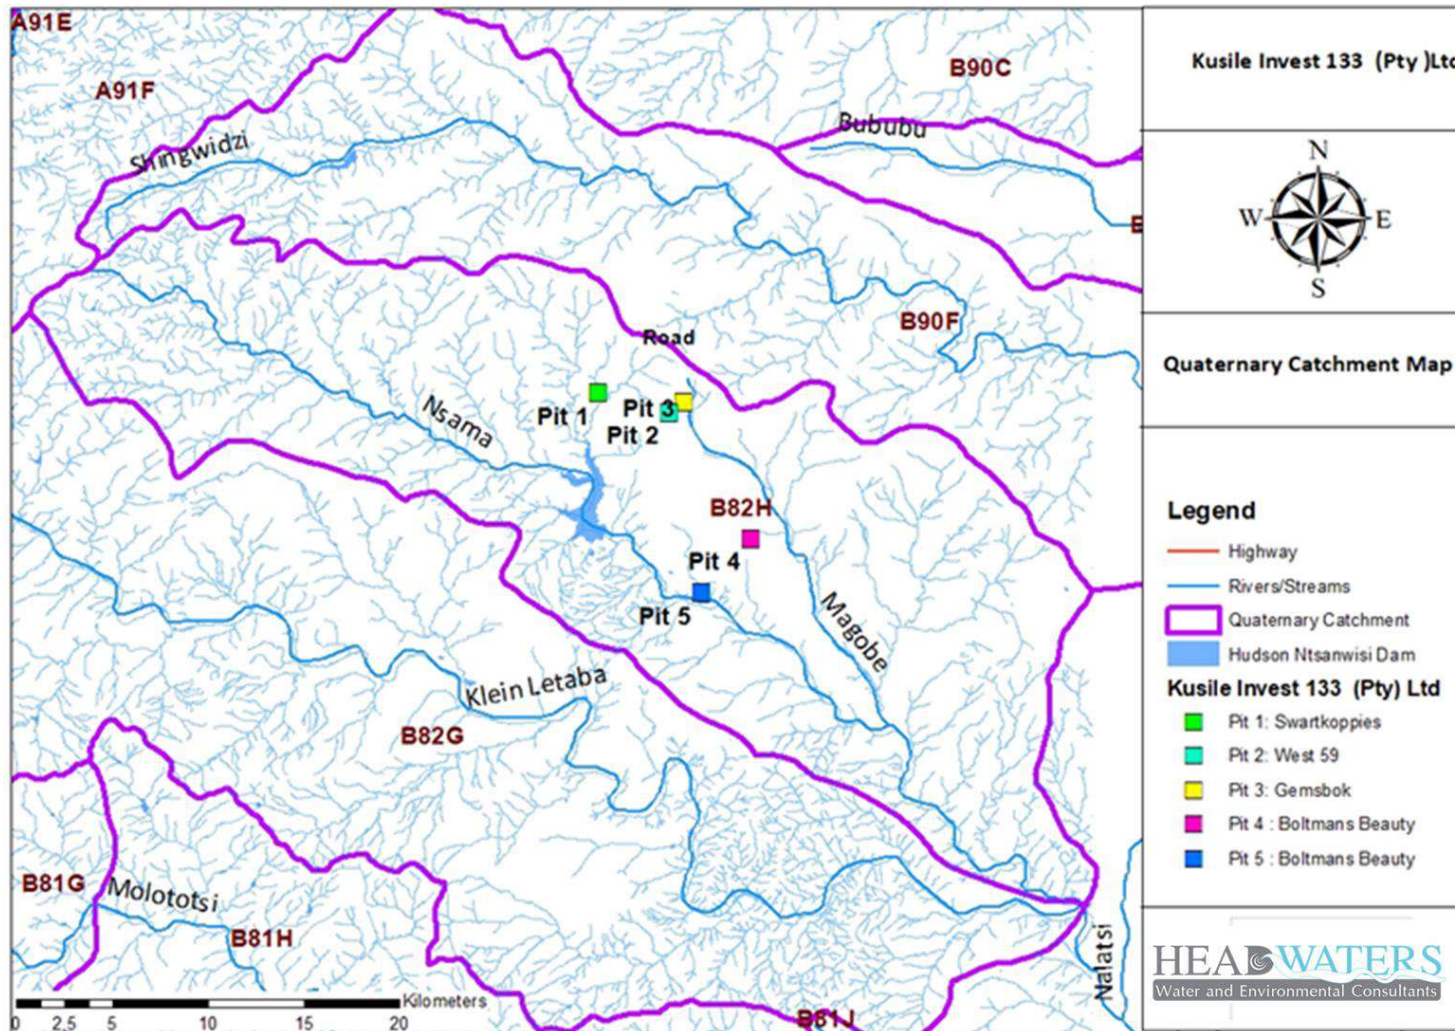 A91E
A91F
B90C
Kusile Invest 133 (Pty )Ltd
Bububu
Shingwidzi
N
W E
S
B90F
Road
Quaternary Catchment Map
Pit 1
Pit 3
Pit 2
Nsama
B82H
Legend
Highway
Pit 4
Rivers/Streams
Pit 5
Magobe
Quaternary Catchment
Hudson Ntsanwisi Dam
Klein Letaba
Kusile Invest 133 (Pty) Ltd
B82G
Pit 1: Swartkoppies
Pit 2: West 59
Pit 3: Gemsbok
Pit 4 : Boltmans Beauty
Pit 5 : Boltmans Beauty
B81G
Molototsi
B81H
Nalatsi
HEADWATERS
Water and Environmental Consultants
Kilometers
0 2,5 5 10 15 20
B81J